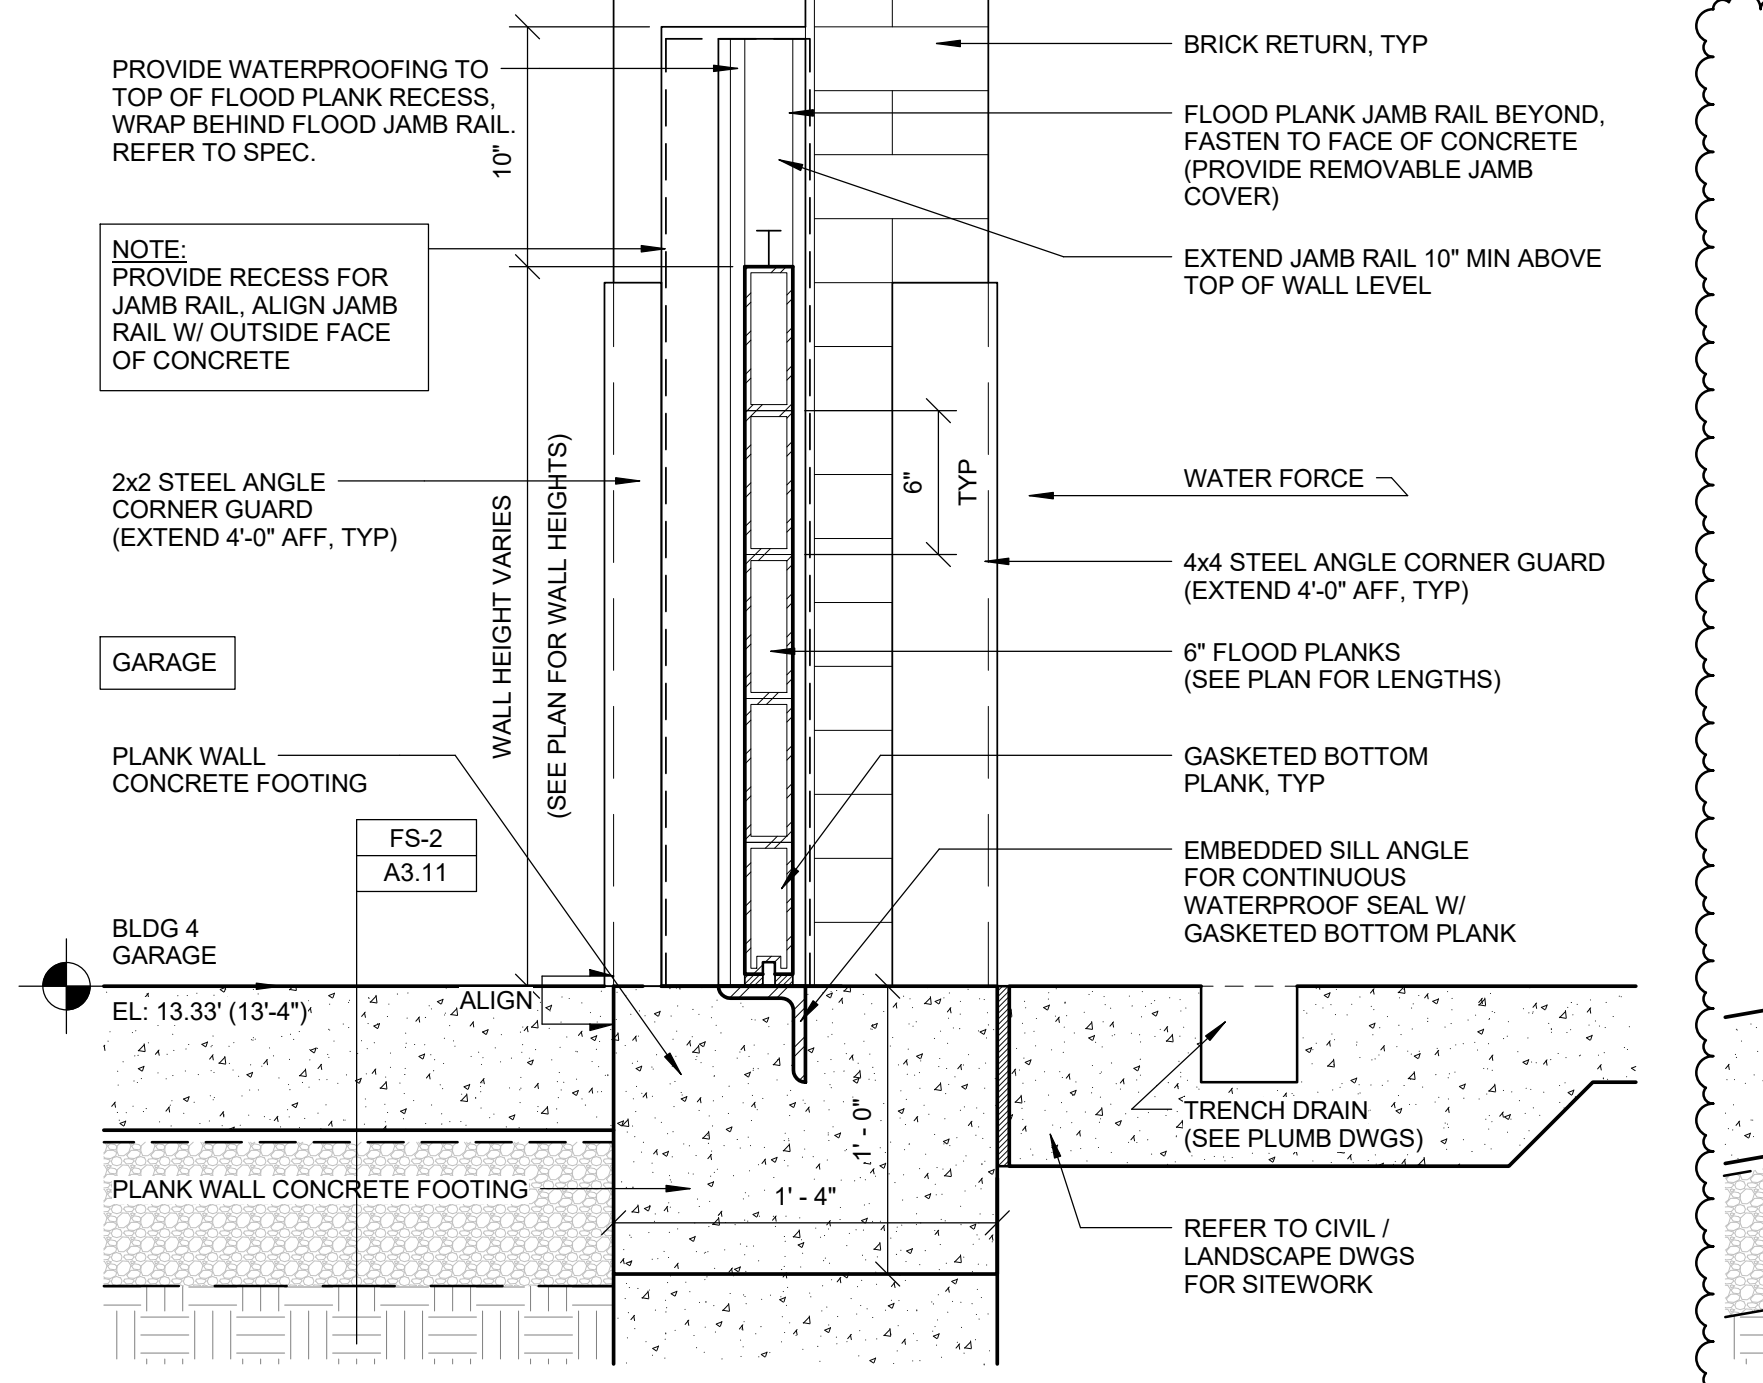 PROVIDE WATERPROOFING TO
TOP OF FLOOD PLANK RECESS,
WRAP BEHIND FLOOD JAMB RAIL.
REFER TO SPEC.
10"
NOTE:
PROVIDE RECESS FOR
JAMB RAIL, ALIGN JAMB
RAIL W/ OUTSIDE FACE
OF CONCRETE
2x2 STEEL ANGLE
CORNER GUARD
(EXTEND 4'-0" AFF, TYP)
WALL HEIGHT VARIES
(SEE PLAN FOR WALL HEIGHTS)
GARAGE
PLANK WALL
CONCRETE FOOTING
FS-2
A3.11
BLDG 4
GARAGE
EL: 13.33' (13'-4")
ALIGN
PLANK WALL CONCRETE FOOTING
6"
TYP
1' - 0"
1' - 4"
BRICK RETURN, TYP
FLOOD PLANK JAMB RAIL BEYOND,
FASTEN TO FACE OF CONCRETE
(PROVIDE REMOVABLE JAMB
COVER)
EXTEND JAMB RAIL 10" MIN ABOVE
TOP OF WALL LEVEL
WATER FORCE
4x4 STEEL ANGLE CORNER GUARD
(EXTEND 4'-0" AFF, TYP)
6" FLOOD PLANKS
(SEE PLAN FOR LENGTHS)
GASKETED BOTTOM
PLANK, TYP
EMBEDDED SILL ANGLE
FOR CONTINUOUS
WATERPROOF SEAL W/
GASKETED BOTTOM PLANK
TRENCH DRAIN
(SEE PLUMB DWGS)
REFER TO CIVIL /
LANDSCAPE DWGS
FOR SITEWORK